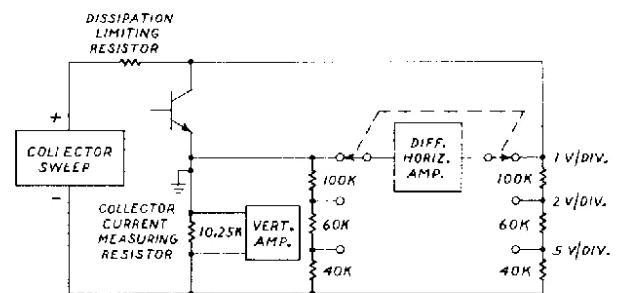 DISSIPATION
LIMITING
RESISTOR
+
COLLECTOR
SWEEP
-
COLLECTOR
CURRENT
MEASURING
RESISTOR
10.25K
VERT.
AMP.
100K
60K
40K
DIFF.
HORIZ.
AMP.
1 V/DIV.
100K
2 V/DIV.
60K
5 V/DIV.
40K